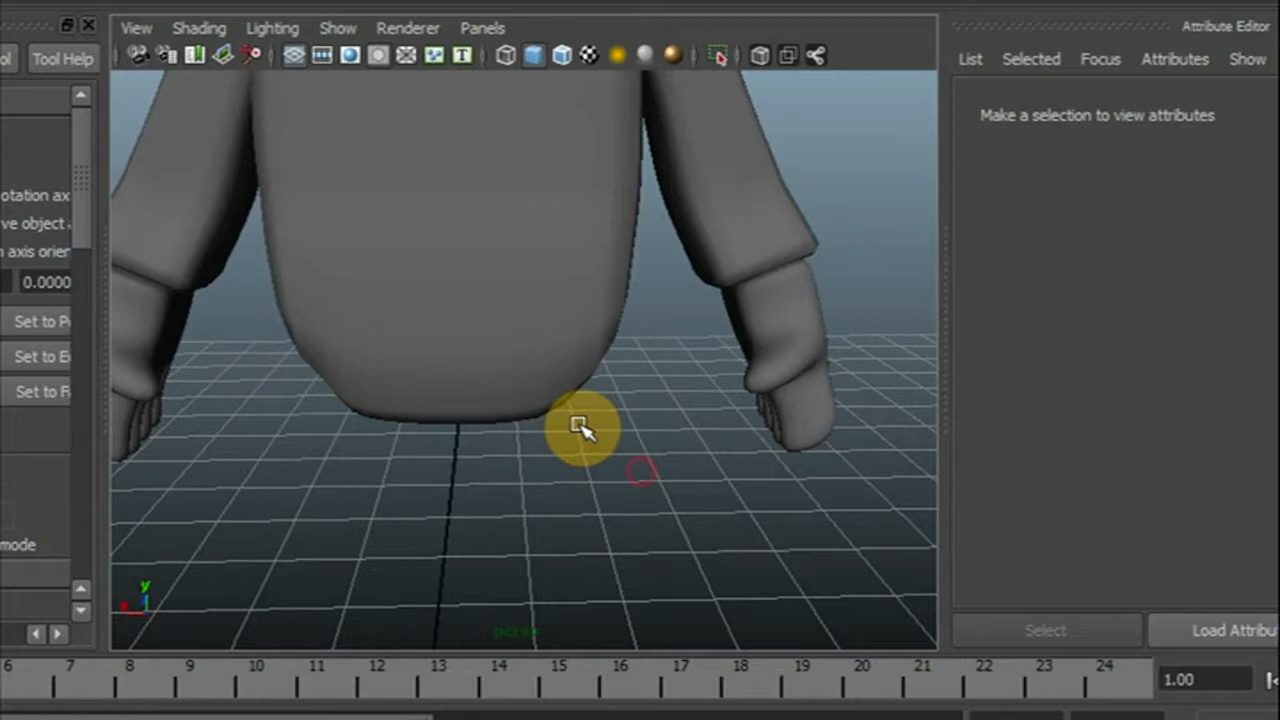 View Shading Lighting Show Renderer Panels
Attribute Editor
ol Tool Help
List Selected Focus Attributes Show
Make a selection to view attributes
otation ax
ve object
axis orien
0.0000
Set to P
Set to E
Set to F
mode
y
x
persp
Select Load Attribu
6 7 8 9 10 11 12 13 14 15 16 17 18 19 20 21 22 23 24
1.00